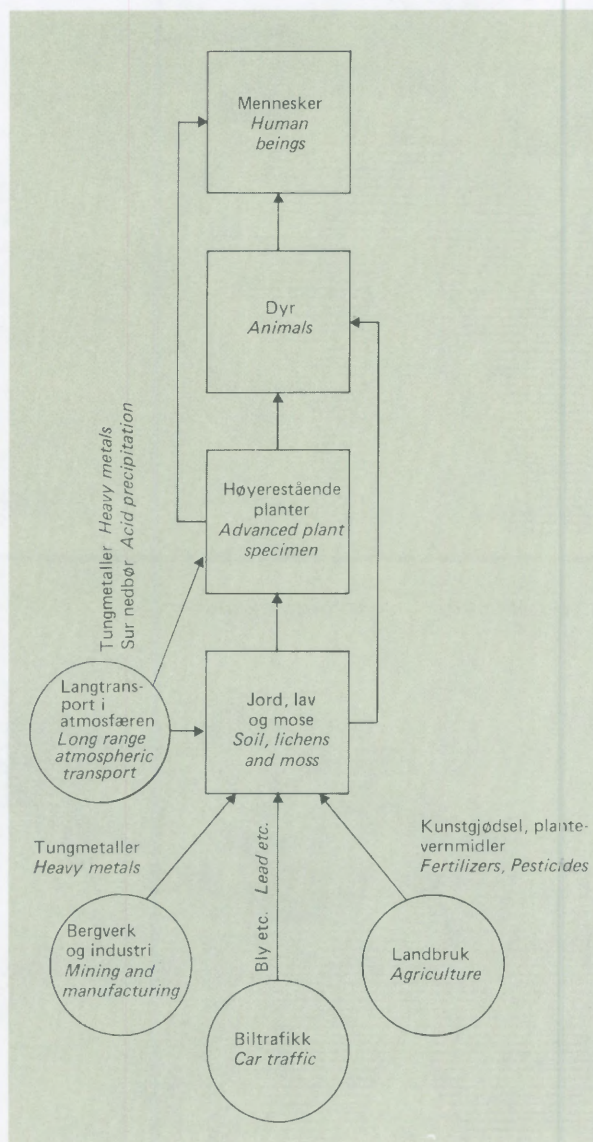 Mennesker
Human
beings
Dyr
Animals
Tungmetaller Heavy metals
Sur nedbør Acid precipitation
Høyerestående
planter
Advanced plant
specimen
Langtrans-
port i
atmosfæren
Long range
atmospheric
transport
Jord, lav
og mose
Soil, lichens
and moss
Tungmetaller
Heavy metals
Bly etc. Lead etc.
Kunstgjødsel, plante-
vernmidler
Fertilizers, Pesticides
Bergverk
og industri
Mining and
manufacturing
Biltrafikk
Car traffic
Landbruk
Agriculture